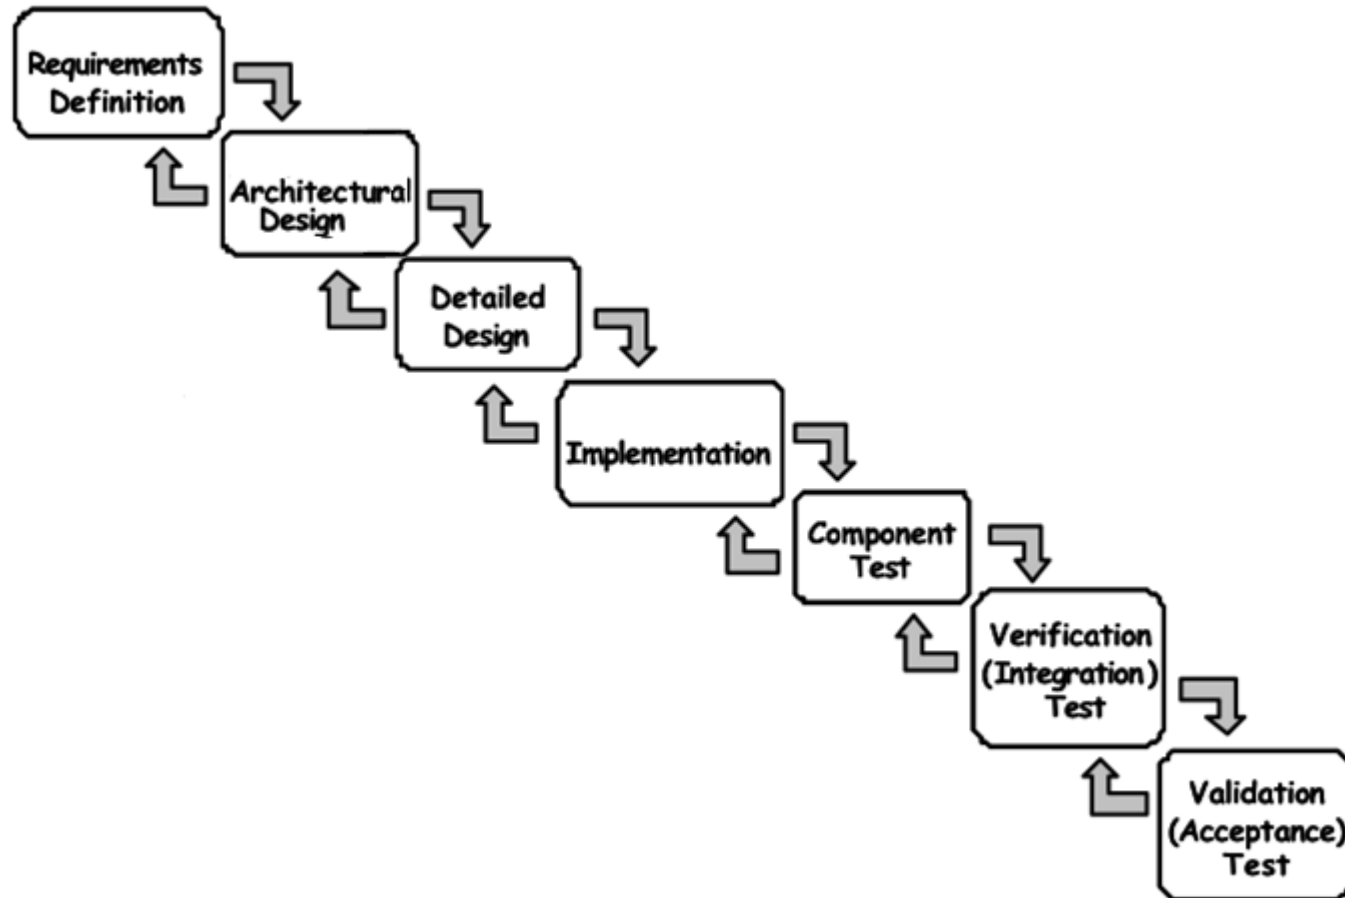 Requirements
Definition
Architectural
Design
Detailed
Design
Implementation
Component
Test
Verification
(Integration)
Test
Validation
(Acceptance)
Test